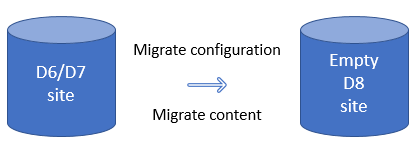 D6/D7
site
Migrate configuration
Migrate content
Empty
D8
site